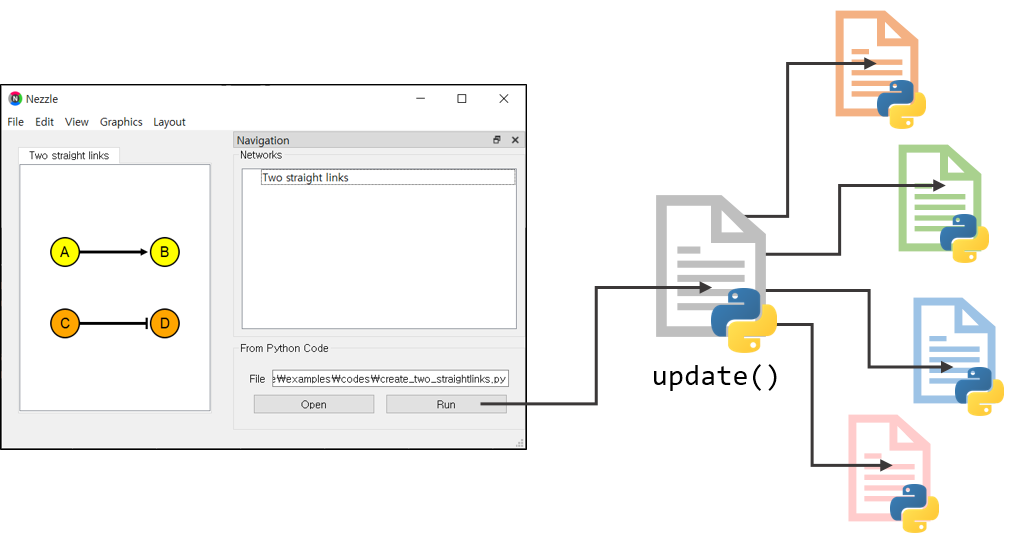 Nezzle
File Edit View Graphics Layout
Two straight links
A B
C D
Navigation
Networks
Two straight links
From Python Code
File e₩examples₩codes₩create_two_straightlinks.py
Open Run
update()